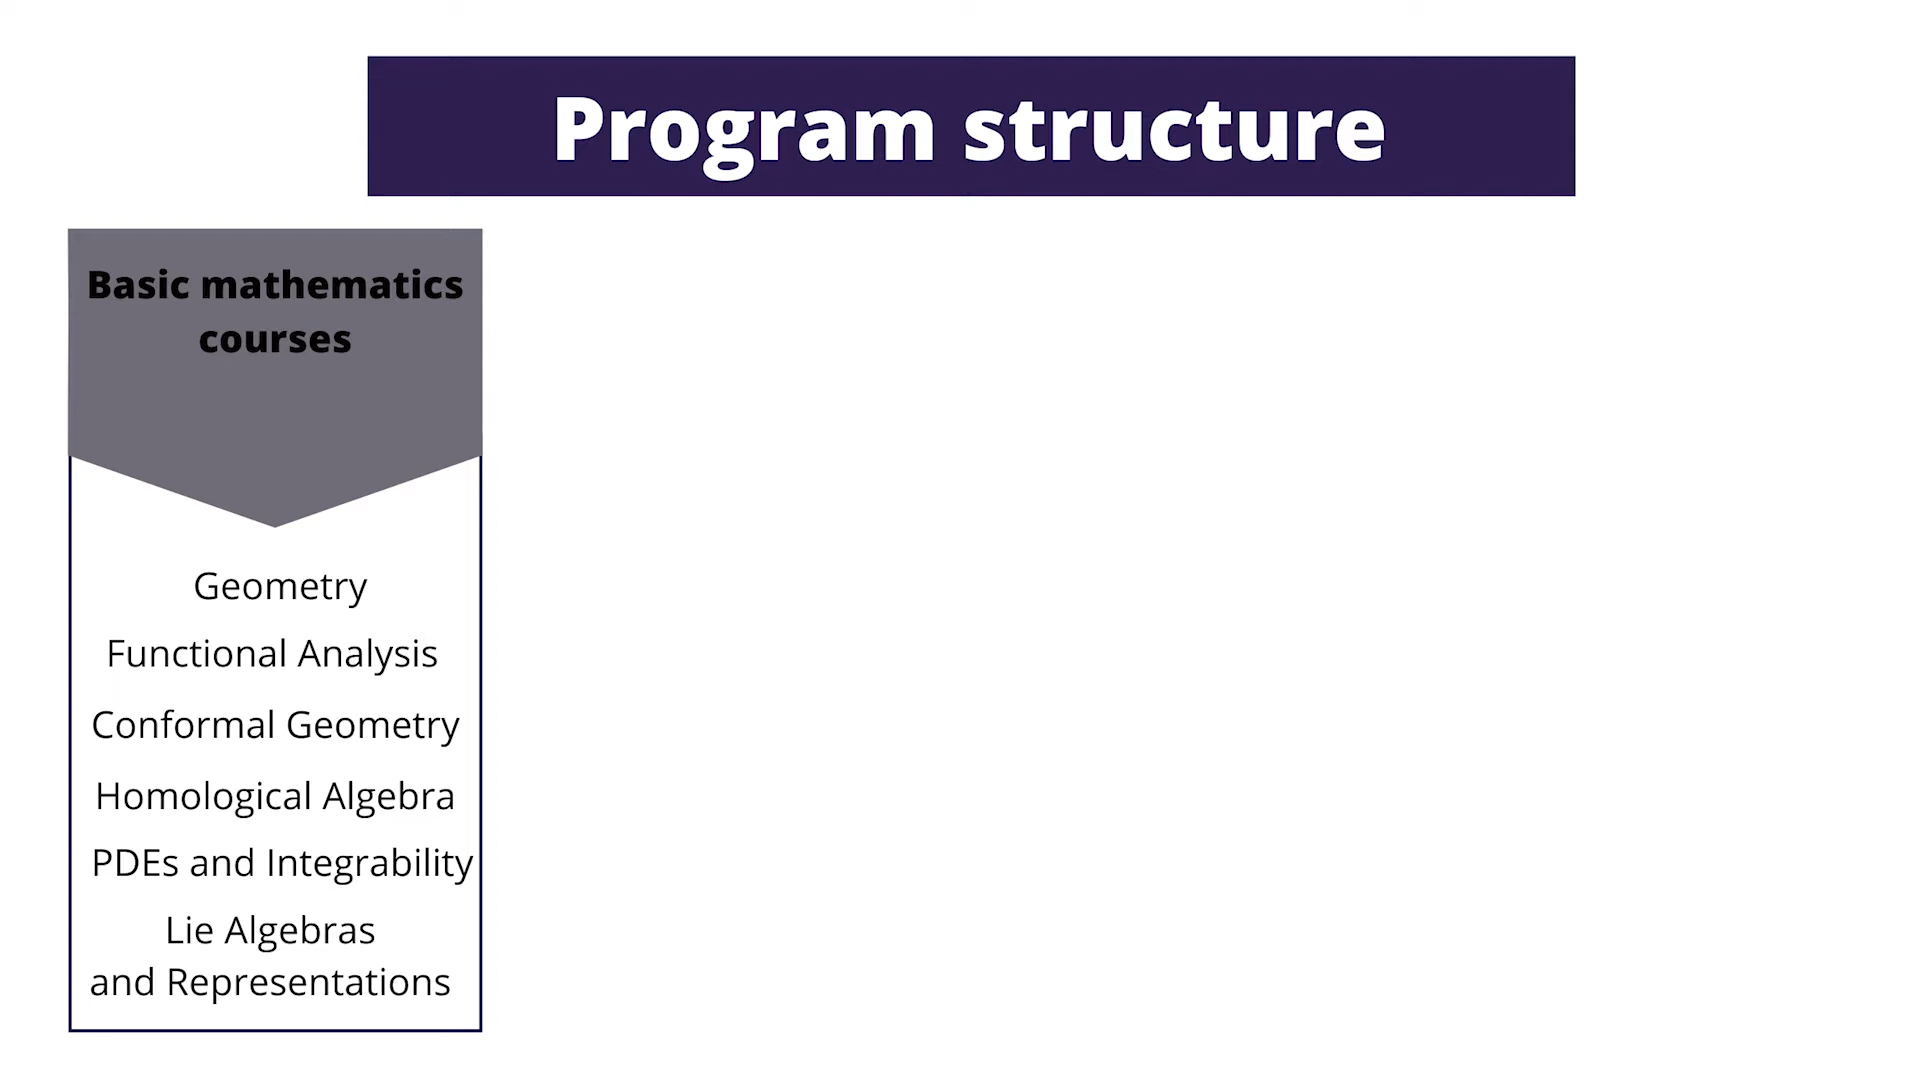 Program structure
Basic mathematics
courses
Geometry
Functional Analysis
Conformal Geometry
Homological Algebra
PDEs and Integrability
Lie Algebras
and Representations